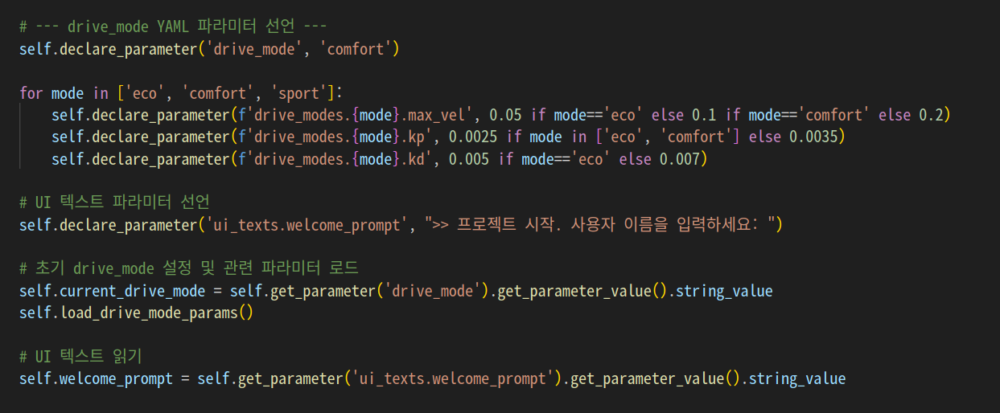 # --- drive_mode YAML 파라미터 선언 ---
self.declare_parameter('drive_mode', 'comfort')
for mode in ['eco', 'comfort', 'sport']:
    self.declare_parameter(f'drive_modes.{mode}.max_vel', 0.05 if mode=='eco' else 0.1 if mode=='comfort' else 0.2)
    self.declare_parameter(f'drive_modes.{mode}.kp', 0.0025 if mode in ['eco', 'comfort'] else 0.0035)
    self.declare_parameter(f'drive_modes.{mode}.kd', 0.005 if mode=='eco' else 0.007)
# UI 텍스트 파라미터 선언
self.declare_parameter('ui_texts.welcome_prompt', ">> 프로젝트 시작. 사용자 이름을 입력하세요: ")
# 초기 drive_mode 설정 및 관련 파라미터 로드
self.current_drive_mode = self.get_parameter('drive_mode').get_parameter_value().string_value
self.load_drive_mode_params()
# UI 텍스트 읽기
self.welcome_prompt = self.get_parameter('ui_texts.welcome_prompt').get_parameter_value().string_value